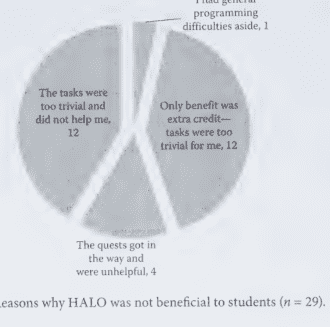 programming
difficulties aside, 1
The tasks were
too trivial and
did not help me,
12
Only benefit was
extra credit—
tasks were too
trivial for me, 12
The quests got in
the way and
were unhelpful, 4
easons why HALO was not beneficial to students (n = 29).